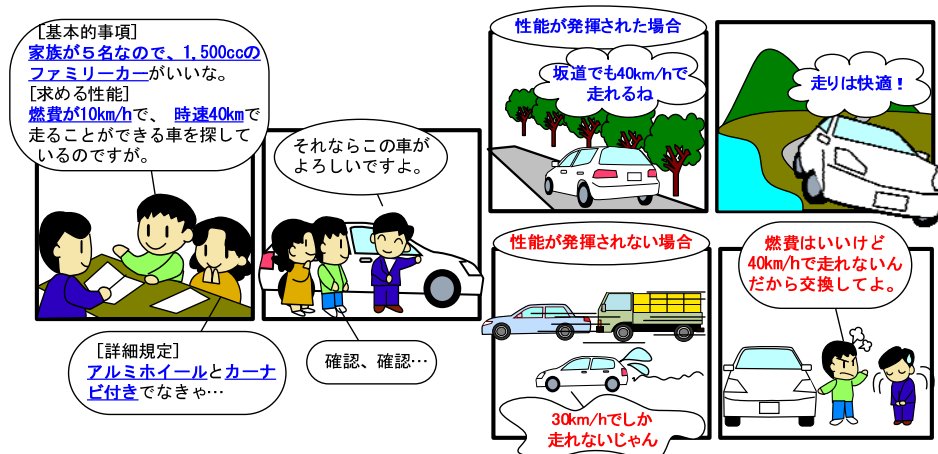 [基本的事項]
家族が５名なので、1,500ccの
ファミリーカーがいいな。
[求める性能]
燃費が10km/hで、 時速40kmで
走ることができる車を探して
いるのですが。
それならこの車が
よろしいですよ。
[詳細規定]
アルミホイールとカーナ
ビ付きでなきゃ…
確認、確認…
性能が発揮された場合
坂道でも40km/hで
走れるね
走りは快適！
性能が発揮されない場合
30km/hでしか
走れないじゃん
燃費はいいけど
40km/hで走れないん
だから交換してよ。